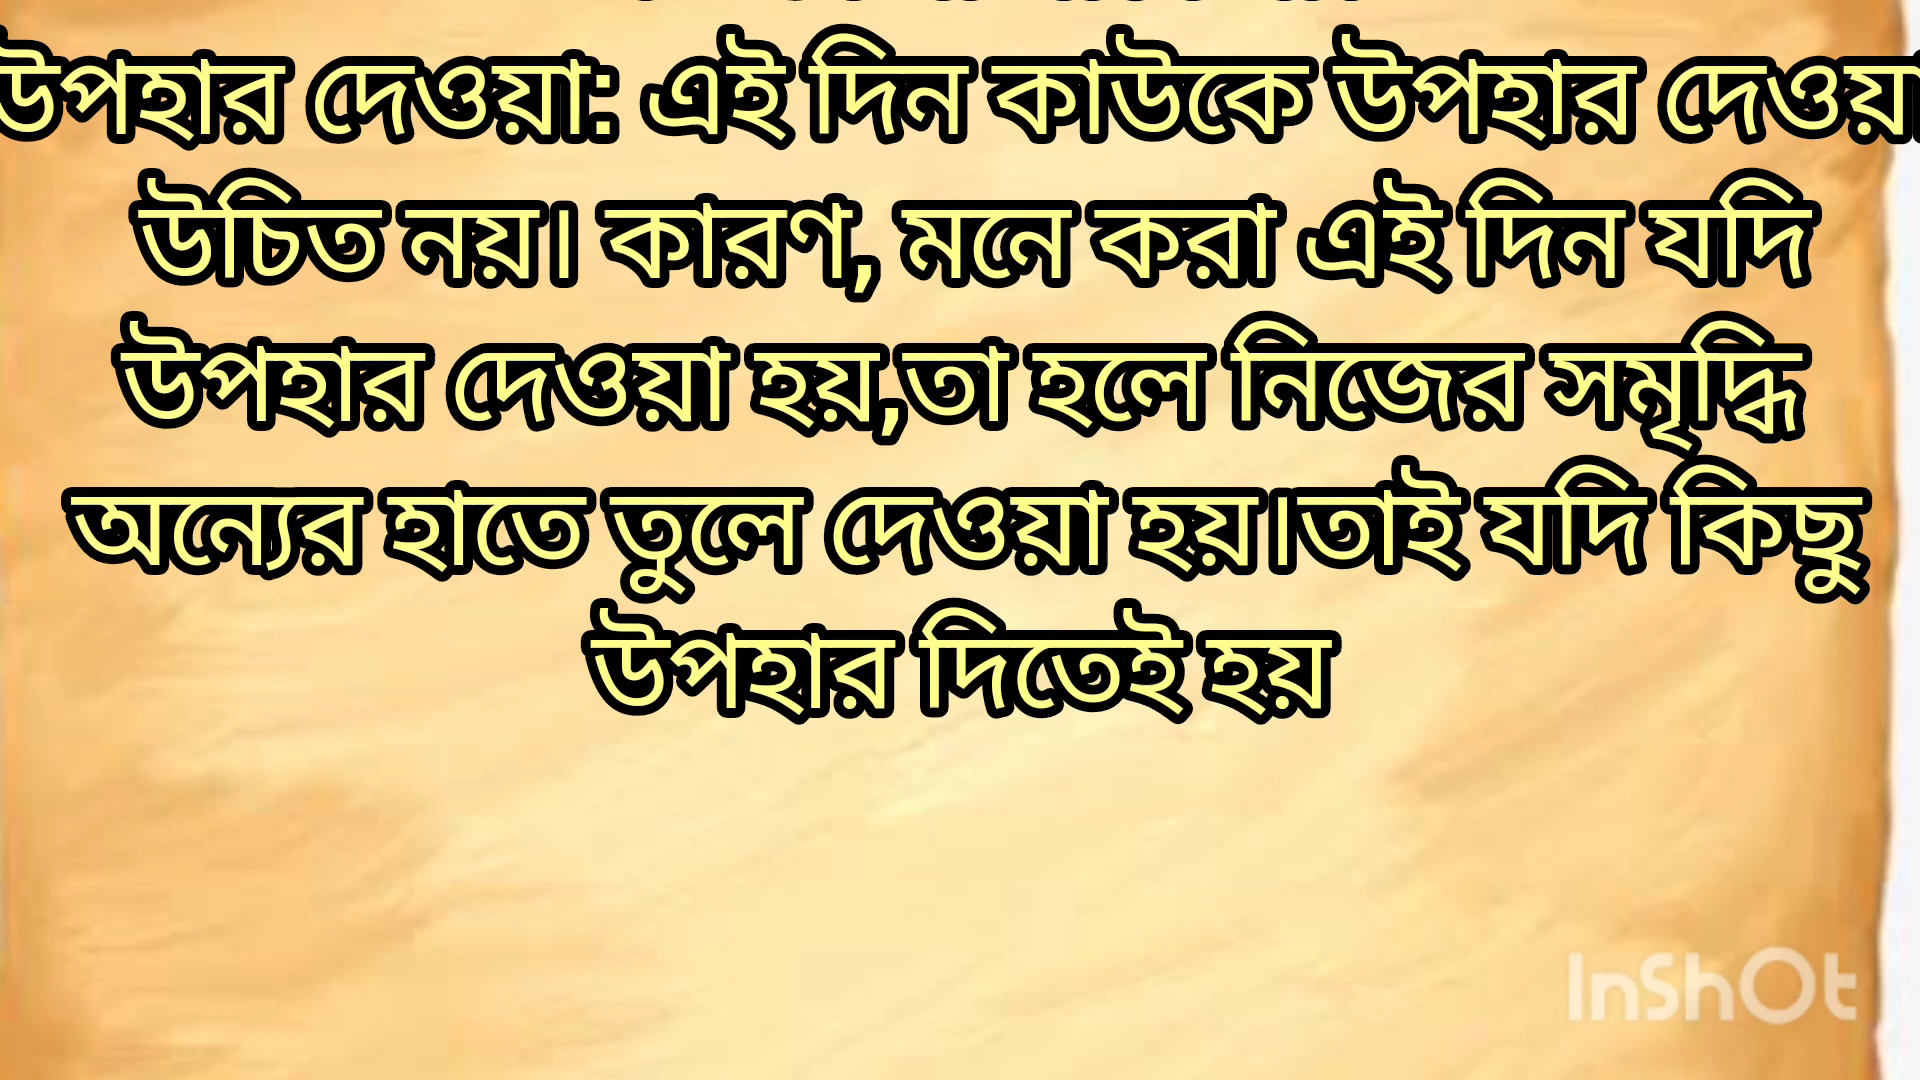 উপহার দেওয়া: এই দিন কাউকে উপহার দেওয়া
উচিত নয়। কারণ, মনে করা এই দিন যদি
উপহার দেওয়া হয়,তা হলে নিজের সমৃদ্ধি
অন্যের হাতে তুলে দেওয়া হয়।তাই যদি কিছু
উপহার দিতেই হয়
InShOt